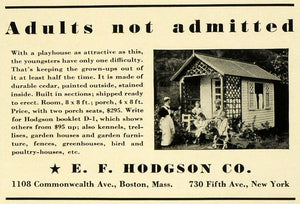 Adults not admitted
With a playhouse as attractive as this,
the youngsters have only one difficulty.
That's keeping the grown-ups out of
it at least half the time. It is made of
durable cedar, painted outside, stained
inside. Built in sections; shipped ready
to erect. Room, 8 x 8 ft.; porch, 4 x 8 ft.
Price, with two porch seats, $295. Write
for Hodgson booklet D-1, which shows
others from $95 up; also kennels, trel-
lises, garden houses and garden furni-
ture, fences, greenhouses, bird and
poultry-houses, etc.
★ E. F. HODGSON CO.
1108 Commonwealth Ave., Boston, Mass. 730 Fifth Ave., New York